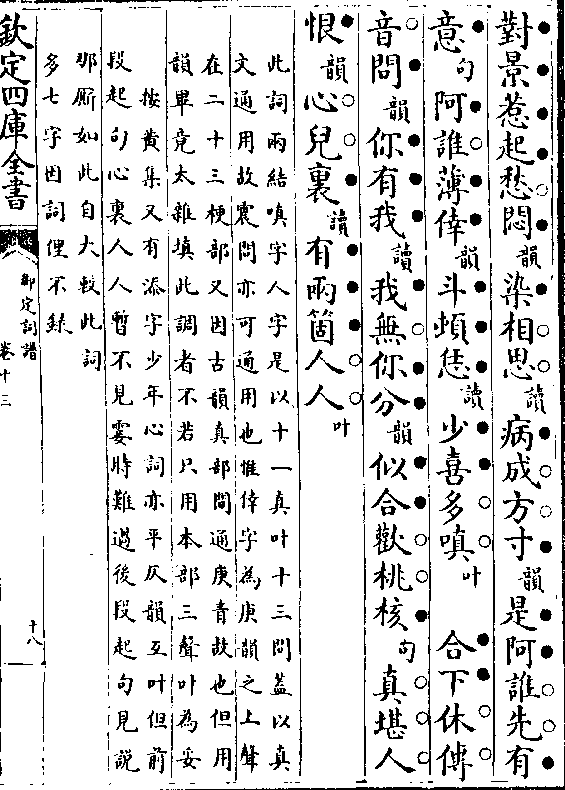 對景惹起愁悶韻染相思讀病成方寸韻是阿誰先有
意句阿誰薄倖韻斗頓恁讀少喜多嗔叶　合下休傳
音問韻你有我讀我無你分韻似合歡桃核句真堪人
恨韻心兒裏讀有兩箇人人叶
此詞兩結嗔字人字是以十一真叶十三問蓋以真
文通用故震問亦可通用也惟倖字為庚韻之上聲
在二十三梗部又因古韻真部間通庚青故也但用
韻畢竟太雜填此調者不若只用本部三聲叶為妥
按黄集又有添字少年心詞亦平仄韻互叶但前
段起句心裏人人暫不見霎時難過後段起句見説
那厮如此自大較此詞
多七字因詞俚不錄
欽定四庫全書
御定詞譜
卷十三
十八